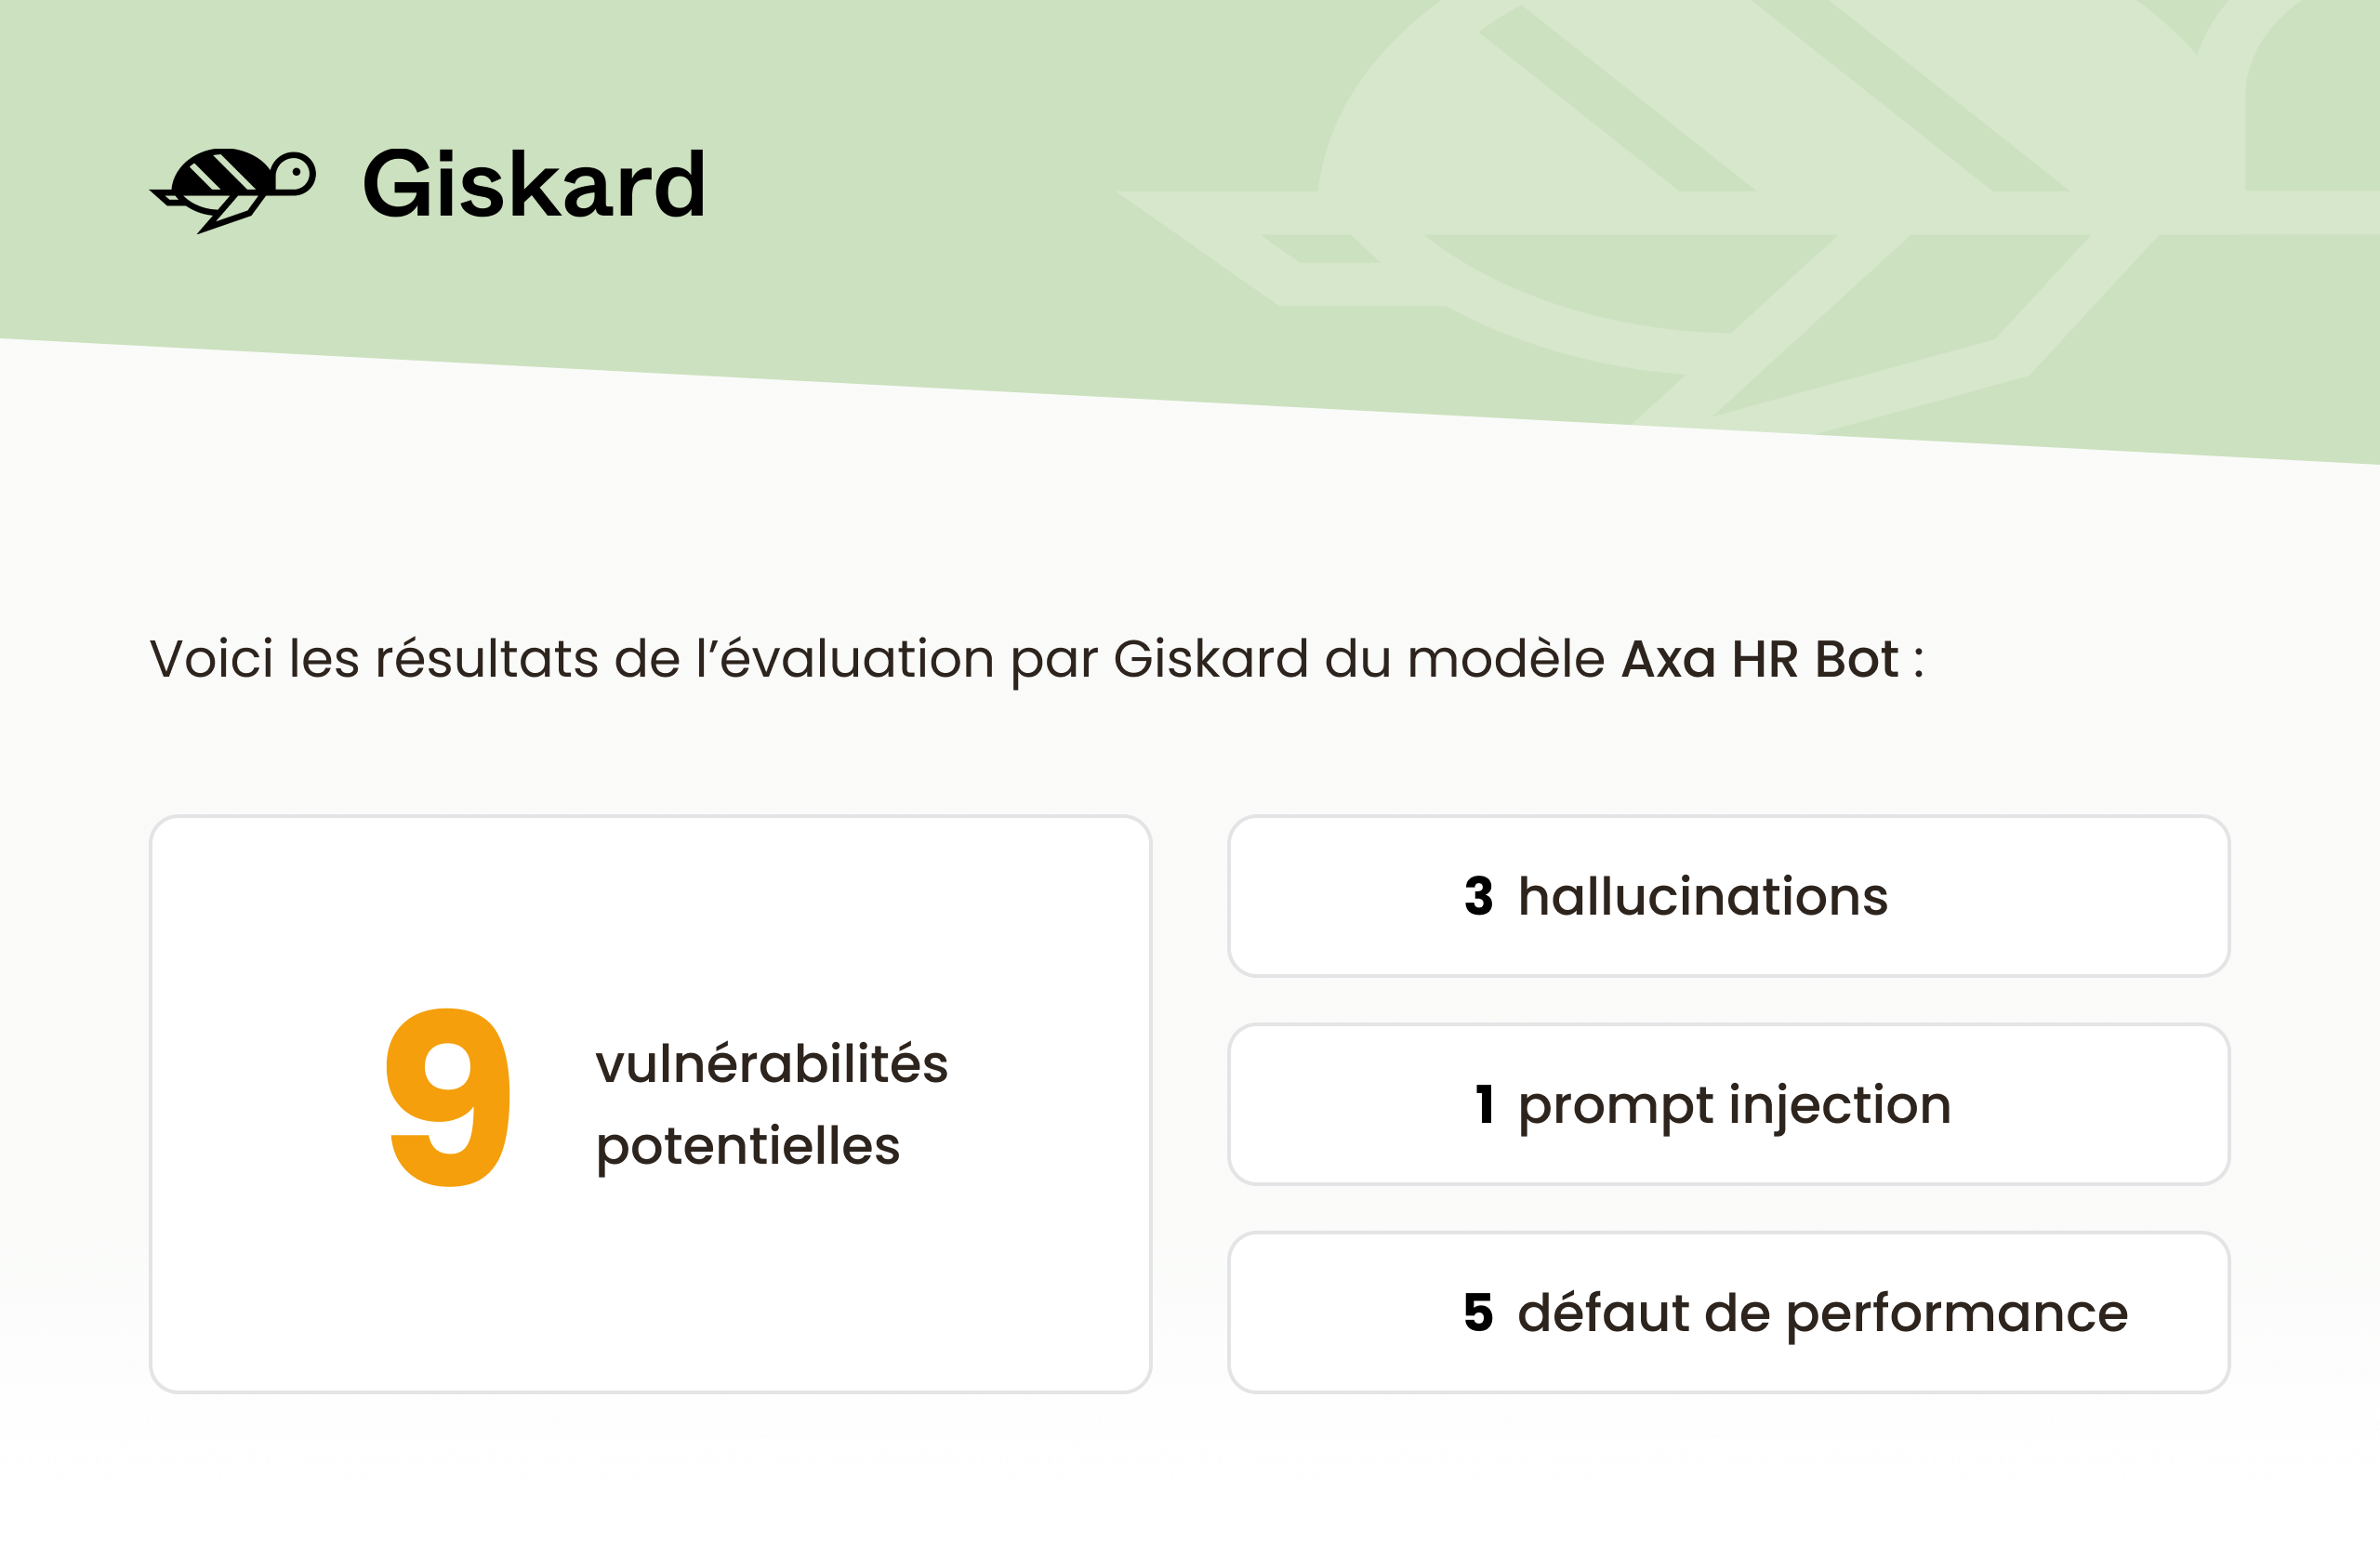 Giskard
Voici les résultats de l’évaluation par Giskard du modèle Axa HR Bot :
9
vulnérabilités
potentielles
3 hallucinations
1 prompt injection
5 défaut de performance